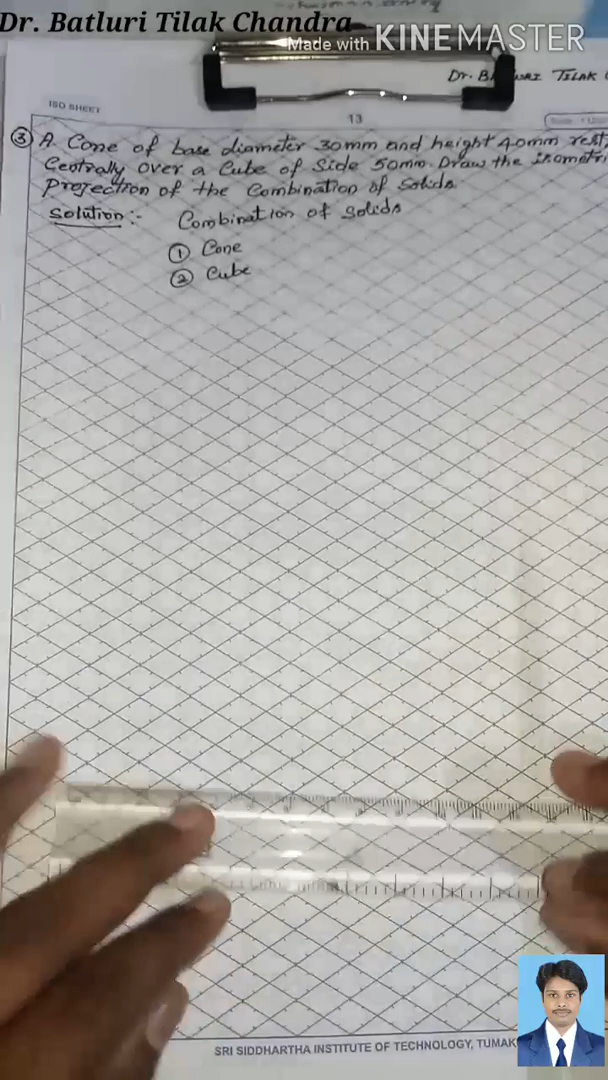 Dr. Batluri Tilak Chandra
Made with KINEMASTER
TILAK
ISO SHEET
13
③ A Cone of base diameter 30mm and height 40mm rest
Centrally over a Cube of Side 50mm. Draw the Isometri
Projection of the Combination of Solids.
Solution:- Combination of Solids
① Cone
② Cube
SRI SIDDHARTHA INSTITUTE OF TECHNOLOGY, TUMAK